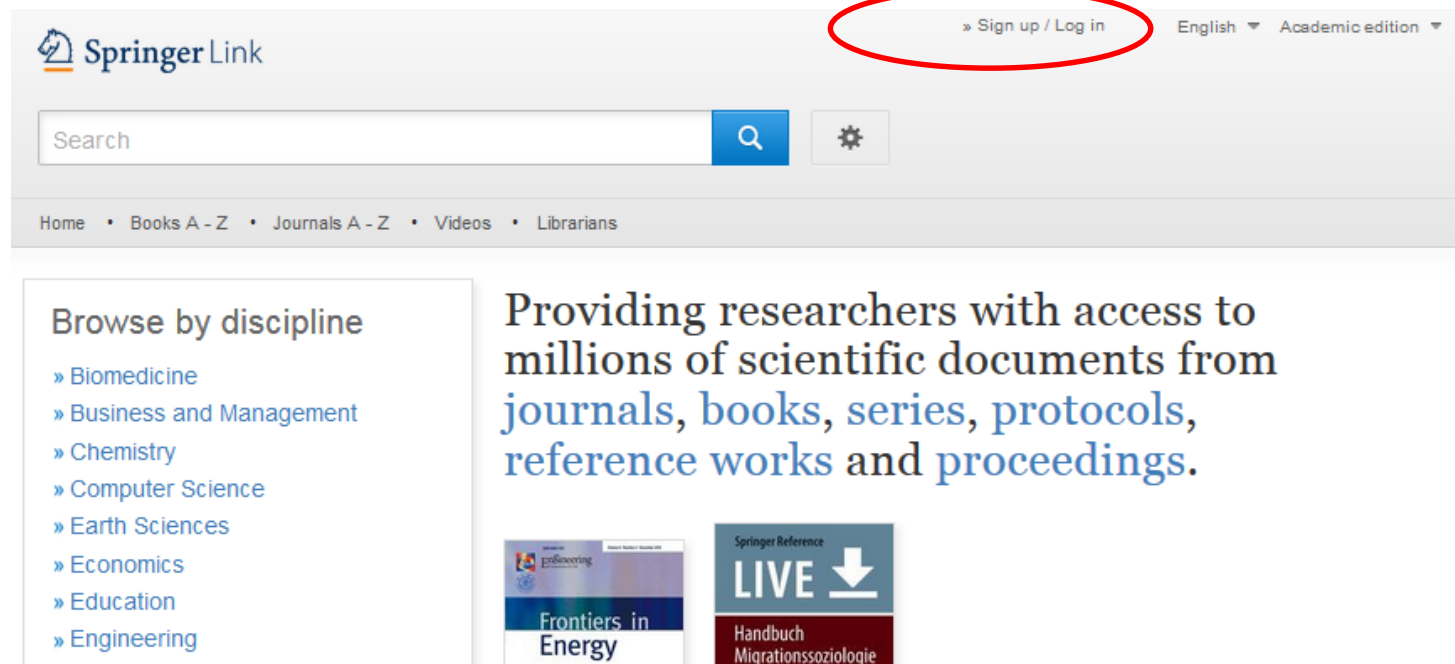 » Sign up / Log in English Academic edition
Springer Link
Search
Home • Books A - Z • Journals A - Z • Videos • Librarians
Browse by discipline
» Biomedicine
» Business and Management
» Chemistry
» Computer Science
» Earth Sciences
» Economics
» Education
» Engineering
Providing researchers with access to
millions of scientific documents from
journals, books, series, protocols,
reference works and proceedings.
Frontiers in
Energy
Springer Reference
LIVE
Handbuch
Migrationssoziologie